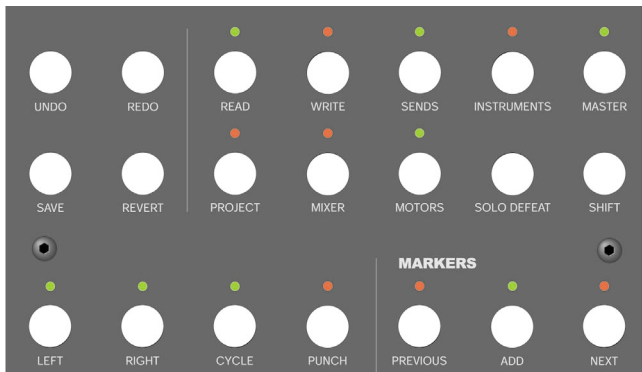 UNDO REDO READ WRITE SENDS INSTRUMENTS MASTER
SAVE REVERT PROJECT MIXER MOTORS SOLO DEFEAT SHIFT
MARKERS
LEFT RIGHT CYCLE PUNCH PREVIOUS ADD NEXT